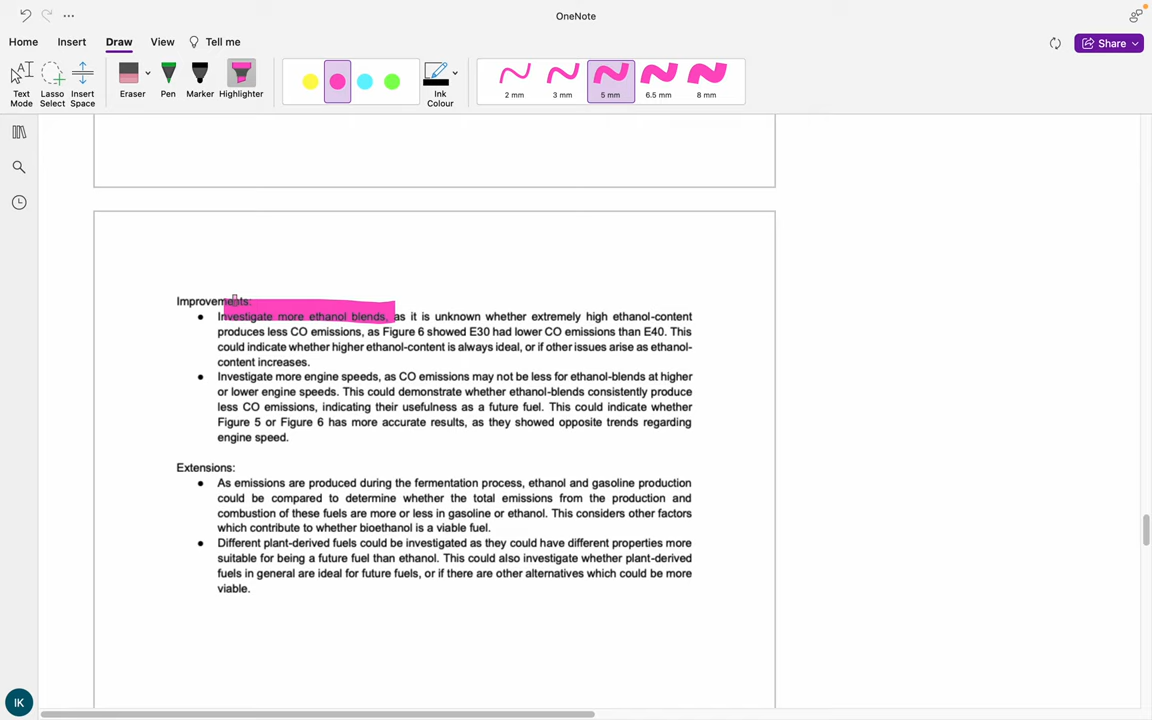 OneNote
Home Insert Draw View Tell me
Share
Text Mode
Lasso Select
Insert Space
Eraser
Pen
Marker
Highlighter
Ink Colour
2 mm
3 mm
5 mm
6.5 mm
8 mm
Improvements:
● Investigate more ethanol blends, as it is unknown whether extremely high ethanol-content
produces less CO emissions, as Figure 6 showed E30 had lower CO emissions than E40. This
could indicate whether higher ethanol-content is always ideal, or if other issues arise as ethanol-
content increases.
● Investigate more engine speeds, as CO emissions may not be less for ethanol-blends at higher
or lower engine speeds. This could demonstrate whether ethanol-blends consistently produce
less CO emissions, indicating their usefulness as a future fuel. This could indicate whether
Figure 5 or Figure 6 has more accurate results, as they showed opposite trends regarding
engine speed.
Extensions:
● As emissions are produced during the fermentation process, ethanol and gasoline production
could be compared to determine whether the total emissions from the production and
combustion of these fuels are more or less in gasoline or ethanol. This considers other factors
which contribute to whether bioethanol is a viable fuel.
● Different plant-derived fuels could be investigated as they could have different properties more
suitable for being a future fuel than ethanol. This could also investigate whether plant-derived
fuels in general are ideal for future fuels, or if there are other alternatives which could be more
viable.
IK